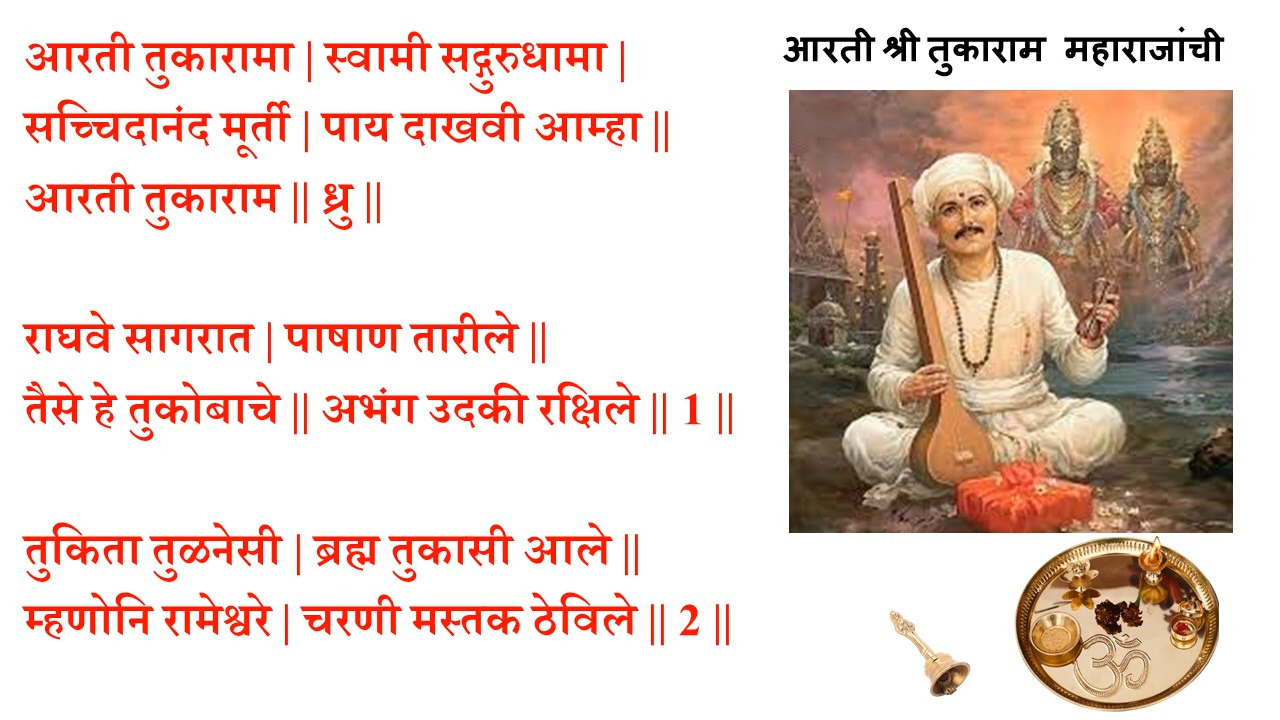 आरती श्री तुकाराम महाराजांची
आरती तुकारामा | स्वामी सद्गुरुधामा |
सच्चिदानंद मूर्ती | पाय दाखवी आम्हा ||
आरती तुकाराम || ध्रु ||
राघवे सागरात | पाषाण तारीले ||
तैसे हे तुकोबाचे || अभंग उदकी रक्षिले || 1 ||
तुकिता तुळनेसी | ब्रह्म तुकासी आले ||
म्हणोनि रामेश्वरे | चरणी मस्तक ठेविले || 2 ||
ॐ